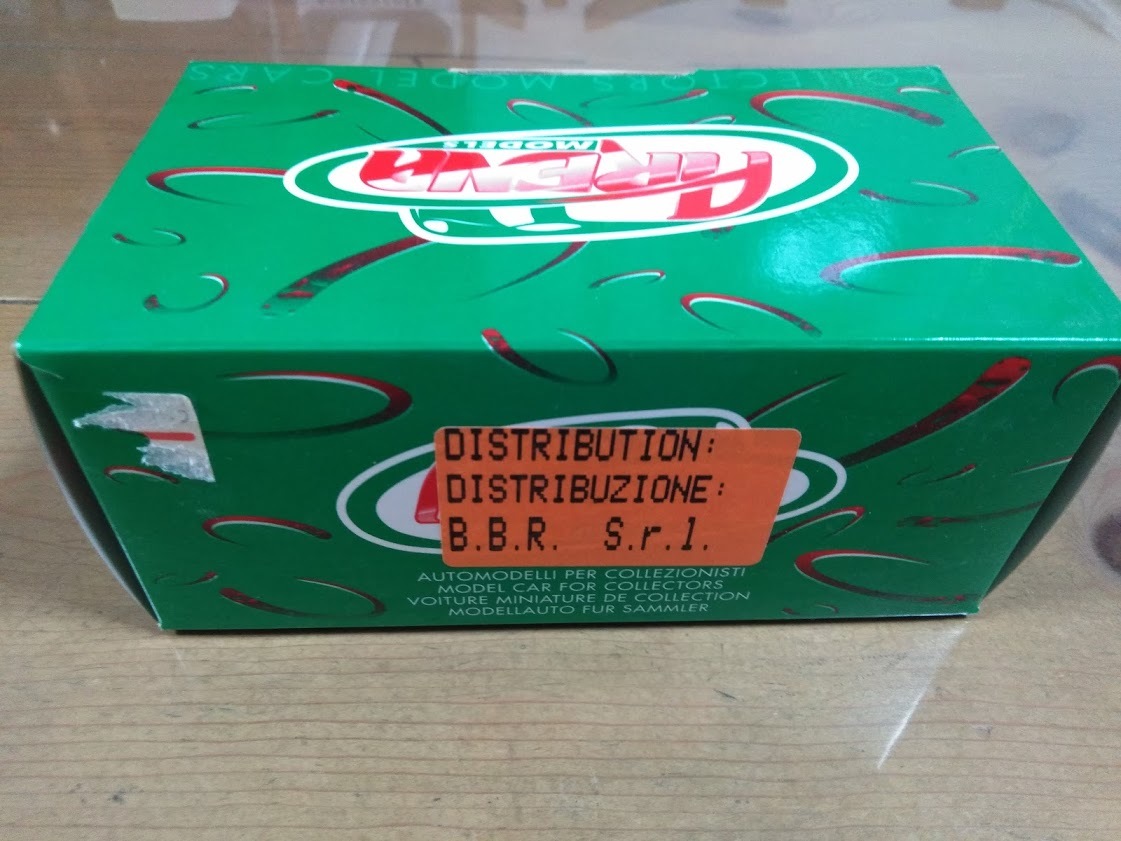 COLLECTORS MODEL CARS
ARENA
MODELS
DISTRIBUTION:
DISTRIBUZIONE:
B.B.R. S.r.l.
AUTOMODELLI PER COLLEZIONISTI
MODEL CAR FOR COLLECTORS
VOITURE MINIATURE DE COLLECTION
MODELLAUTO FUR SAMMLER